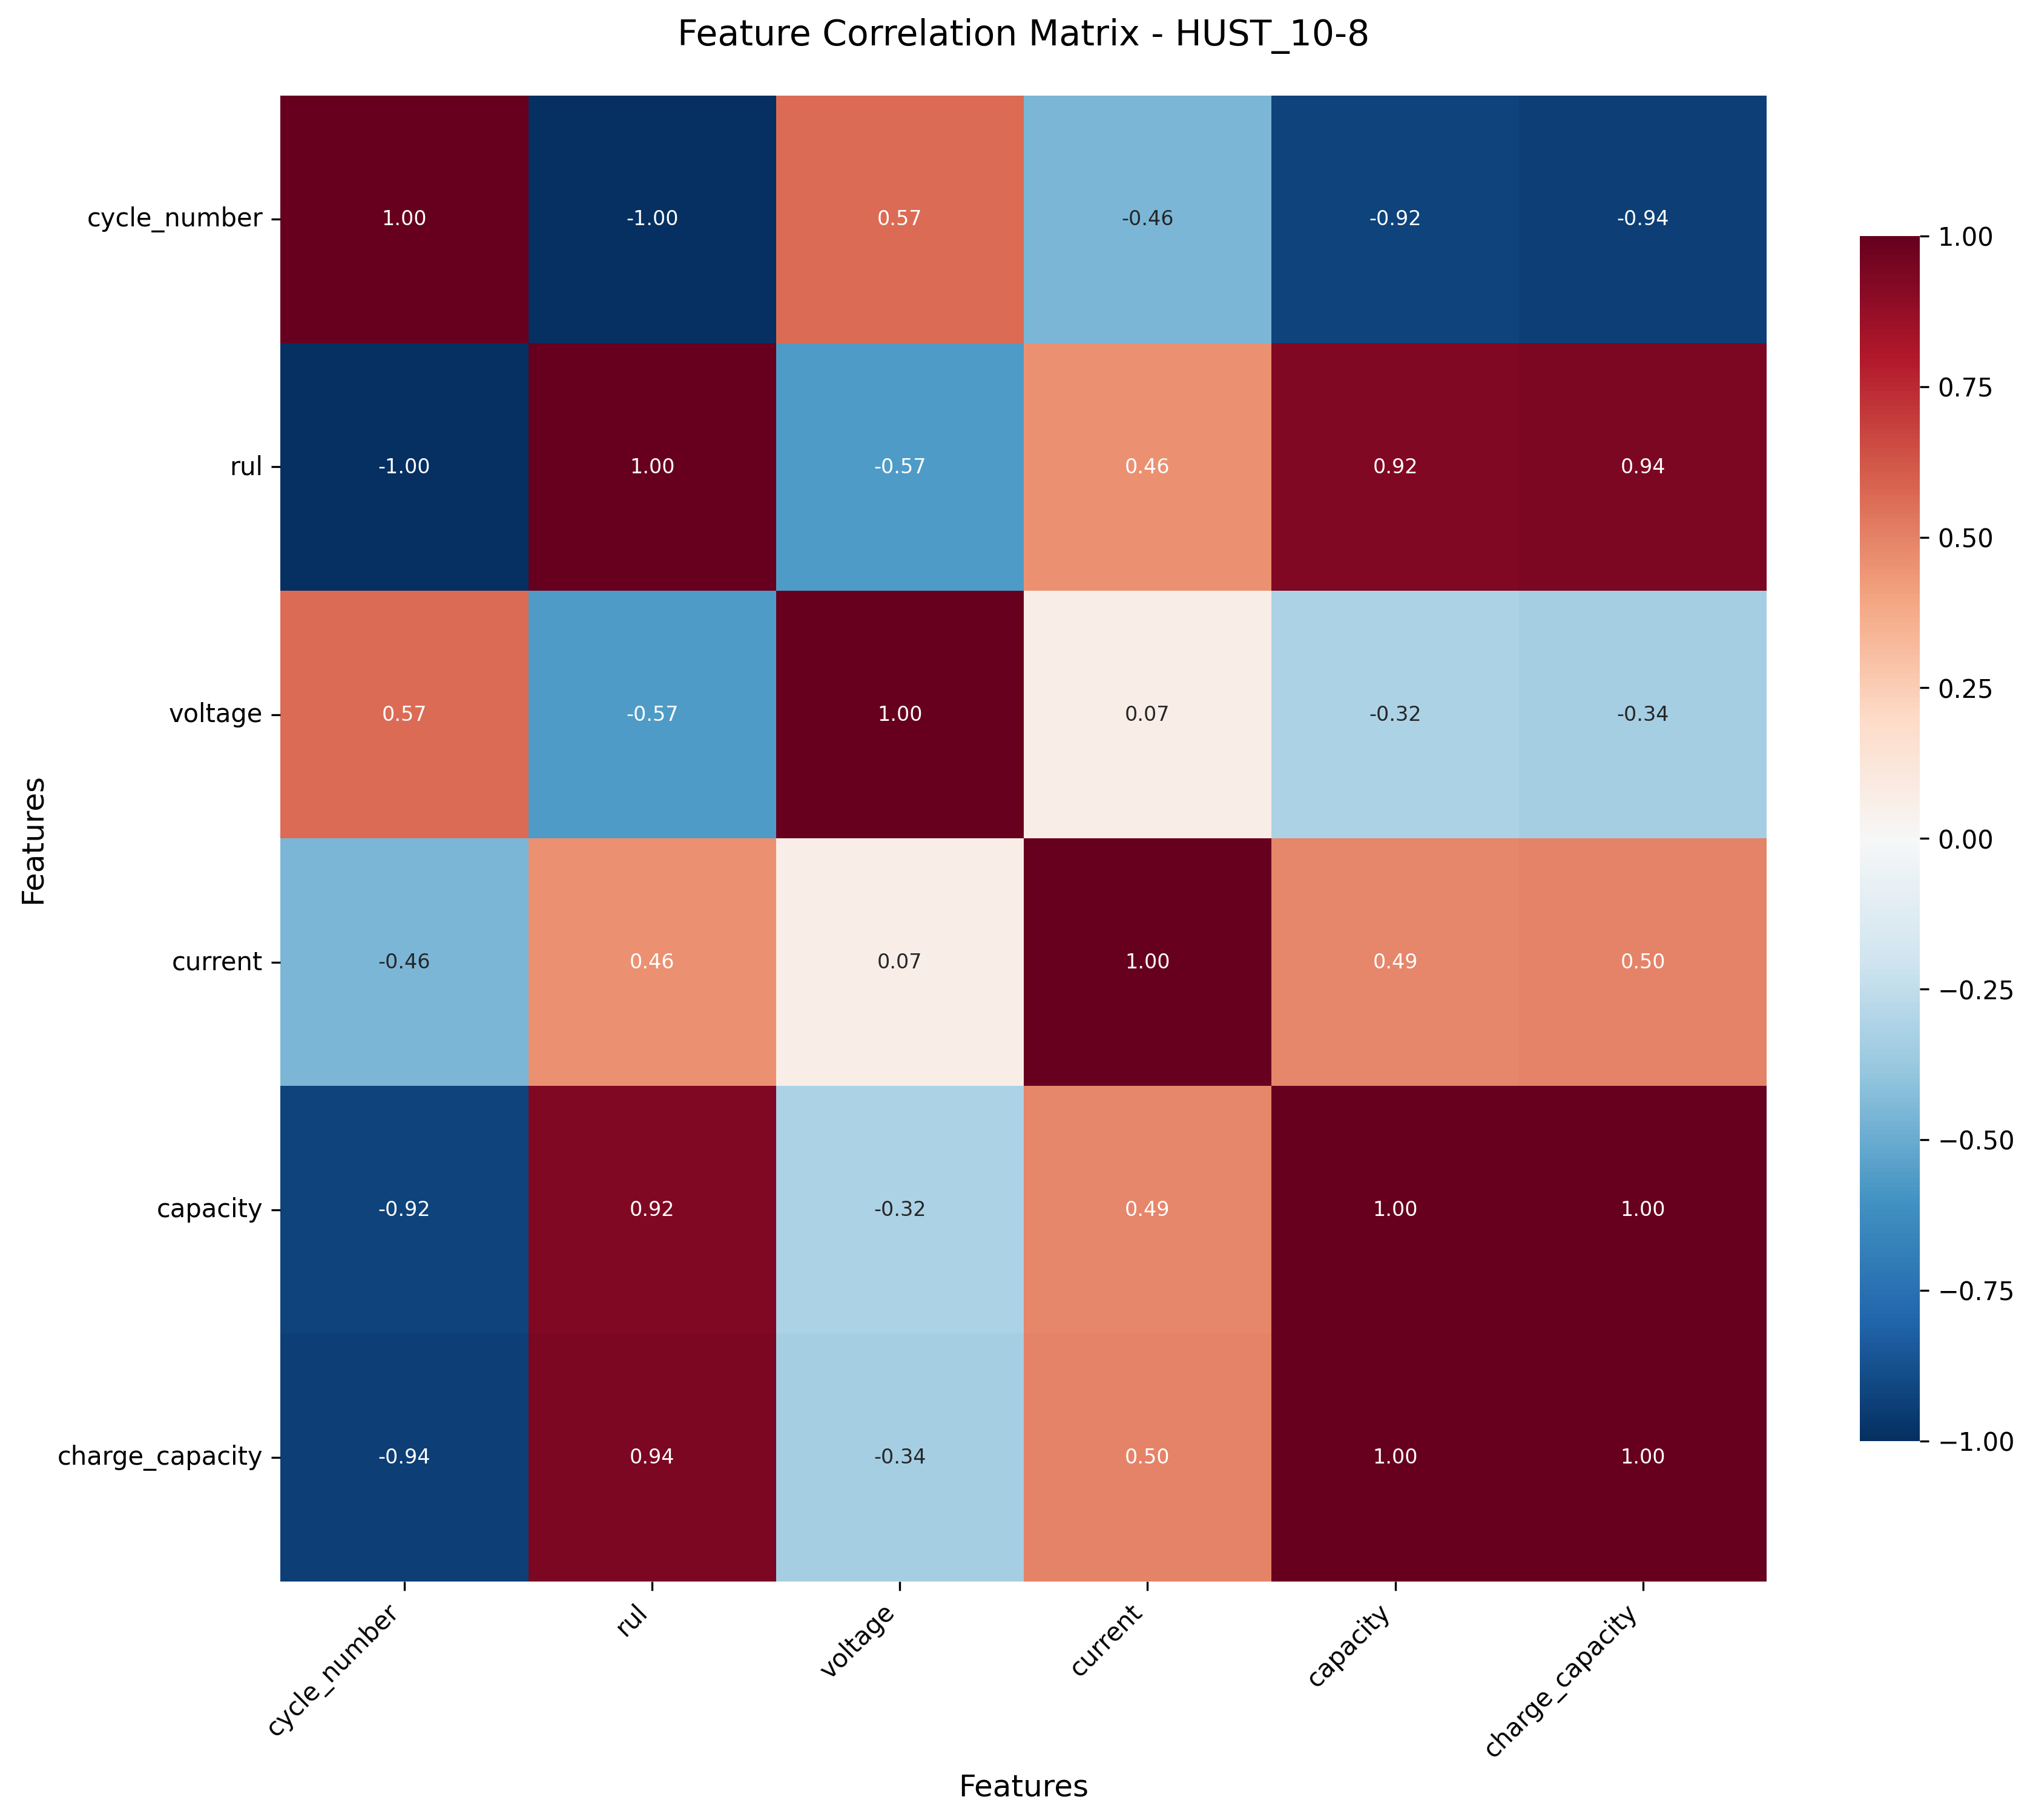 Feature Correlation Matrix - HUST_10-8
cycle_number 1.00 -1.00 0.57 -0.46 -0.92 -0.94
rul -1.00 1.00 -0.57 0.46 0.92 0.94
voltage 0.57 -0.57 1.00 0.07 -0.32 -0.34
current -0.46 0.46 0.07 1.00 0.49 0.50
capacity -0.92 0.92 -0.32 0.49 1.00 1.00
charge_capacity -0.94 0.94 -0.34 0.50 1.00 1.00
Features
cycle_number rul voltage current capacity charge_capacity
Features
1.00
0.75
0.50
0.25
0.00
−0.25
−0.50
−0.75
−1.00